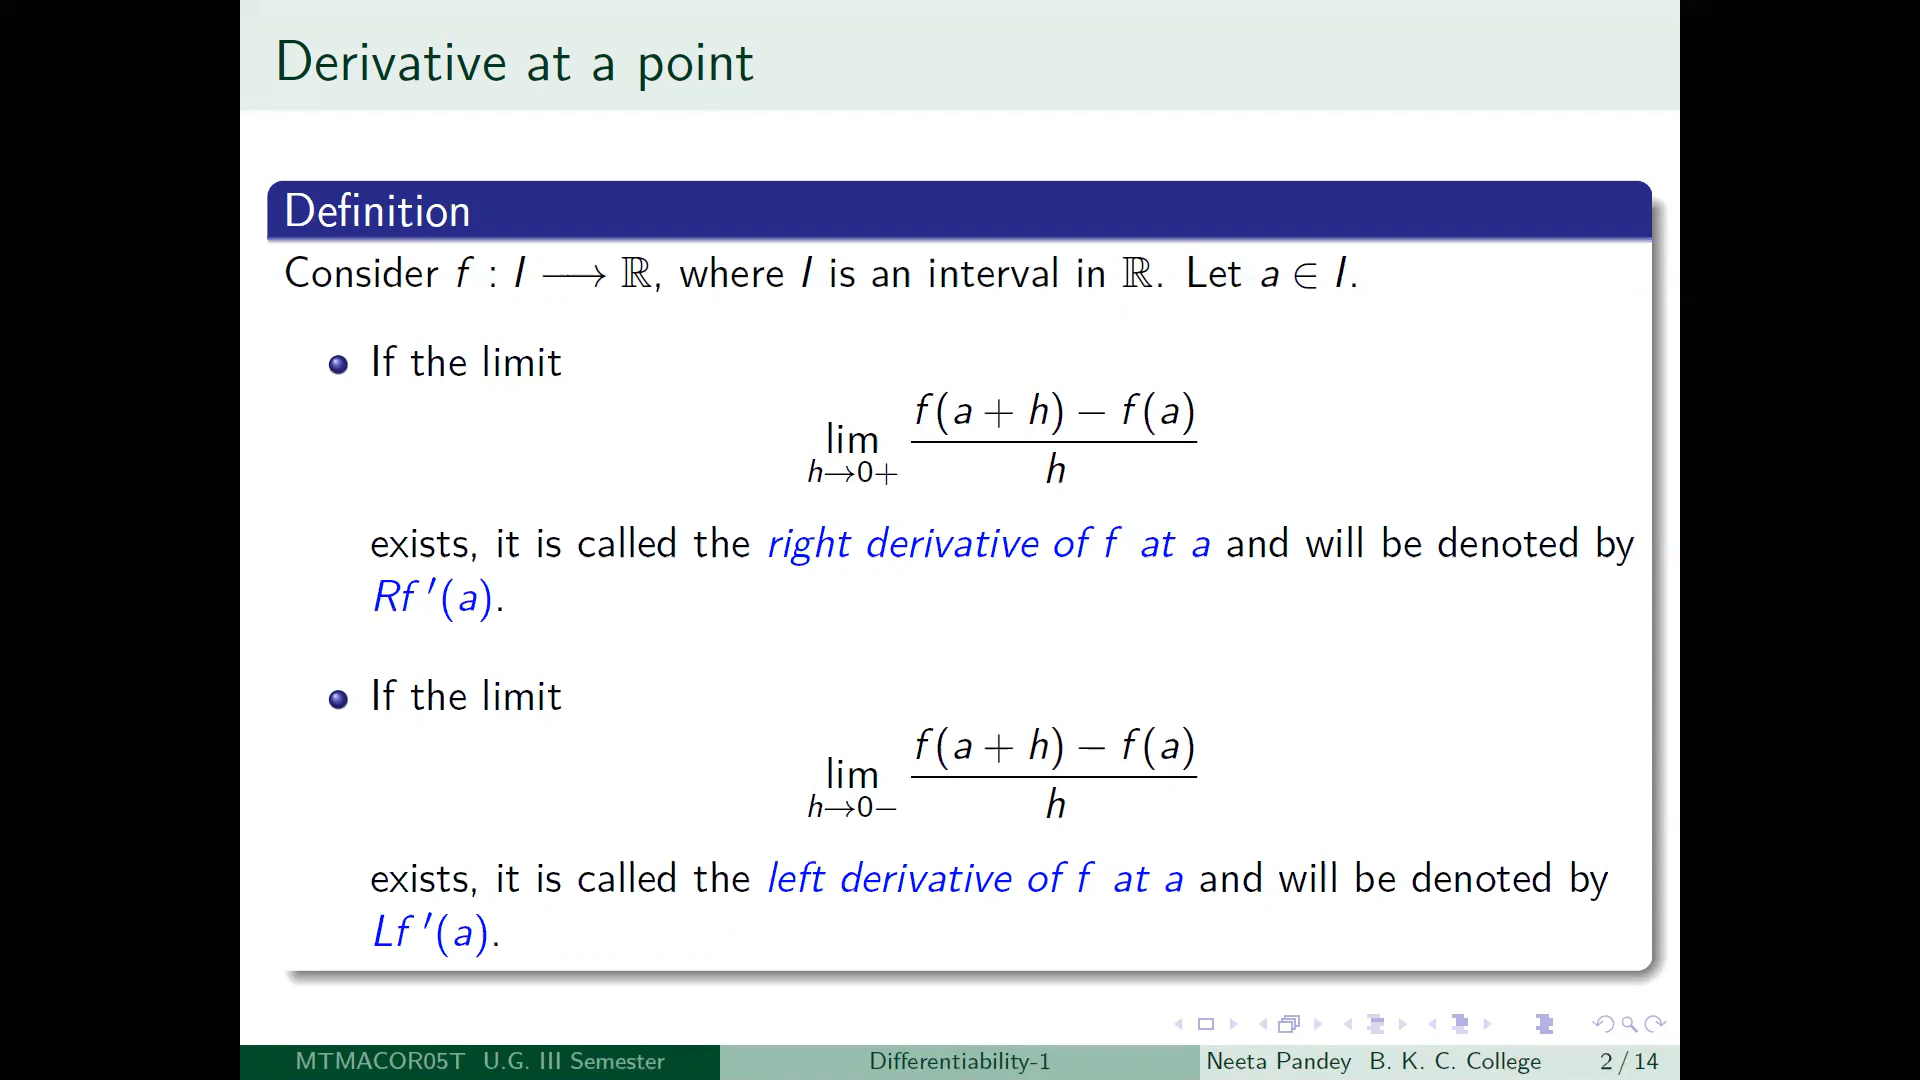 Derivative at a point
Definition
Consider f : I ⟶ ℝ, where I is an interval in ℝ. Let a ∈ I.
If the limit
lim_{h→0+} \frac{f(a + h) − f(a)}{h}
exists, it is called the right derivative of f at a and will be denoted by
Rf ′(a).
If the limit
lim_{h→0−} \frac{f(a + h) − f(a)}{h}
exists, it is called the left derivative of f at a and will be denoted by
Lf ′(a).
MTMACOR05T U.G. III Semester Differentiability-1 Neeta Pandey B. K. C. College 2 / 14